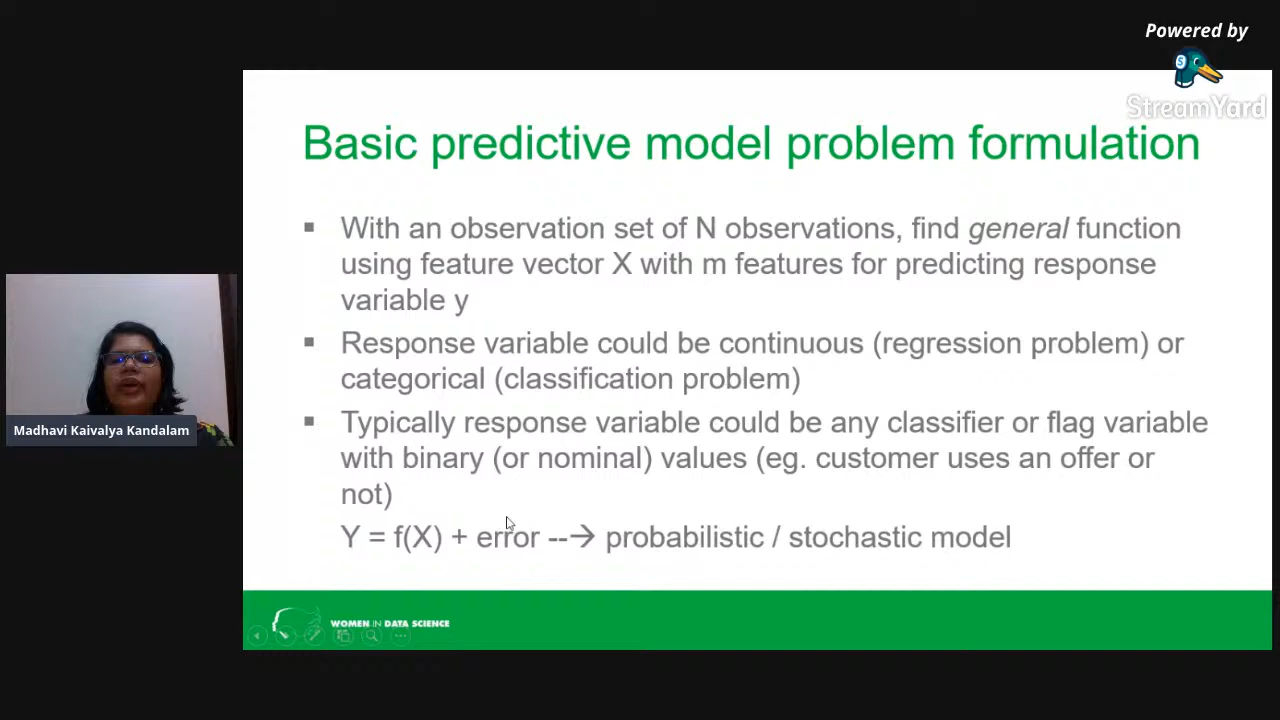 Powered by
StreamYard
Basic predictive model problem formulation
▪ With an observation set of N observations, find general function
using feature vector X with m features for predicting response
variable y
▪ Response variable could be continuous (regression problem) or
categorical (classification problem)
▪ Typically response variable could be any classifier or flag variable
with binary (or nominal) values (eg. customer uses an offer or
not)
Y = f(X) + error --→ probabilistic / stochastic model
Madhavi Kaivalya Kandalam
WOMEN IN DATA SCIENCE